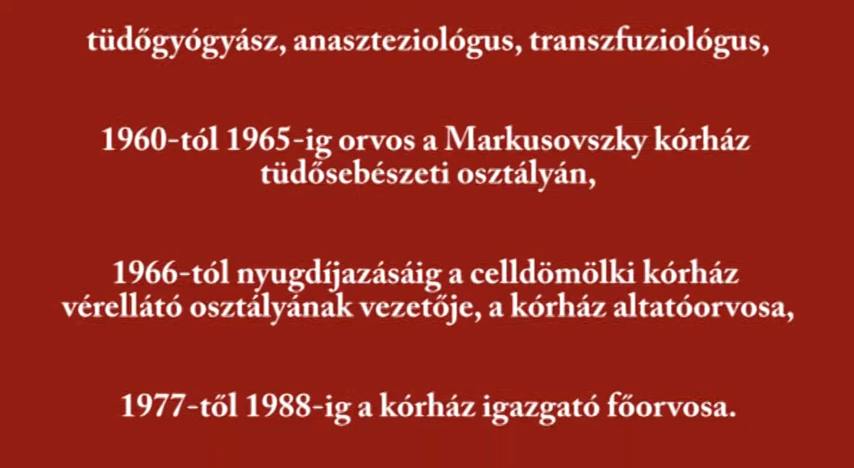 tüdőgyógyász, anaszteziológus, transzfuziológus,
1960-tól 1965-ig orvos a Markusovszky kórház
tüdősebészeti osztályán,
1966-tól nyugdíjazásáig a celldömölki kórház
vérellátó osztályának vezetője, a kórház altatóorvosa,
1977-től 1988-ig a kórház igazgató főorvosa.